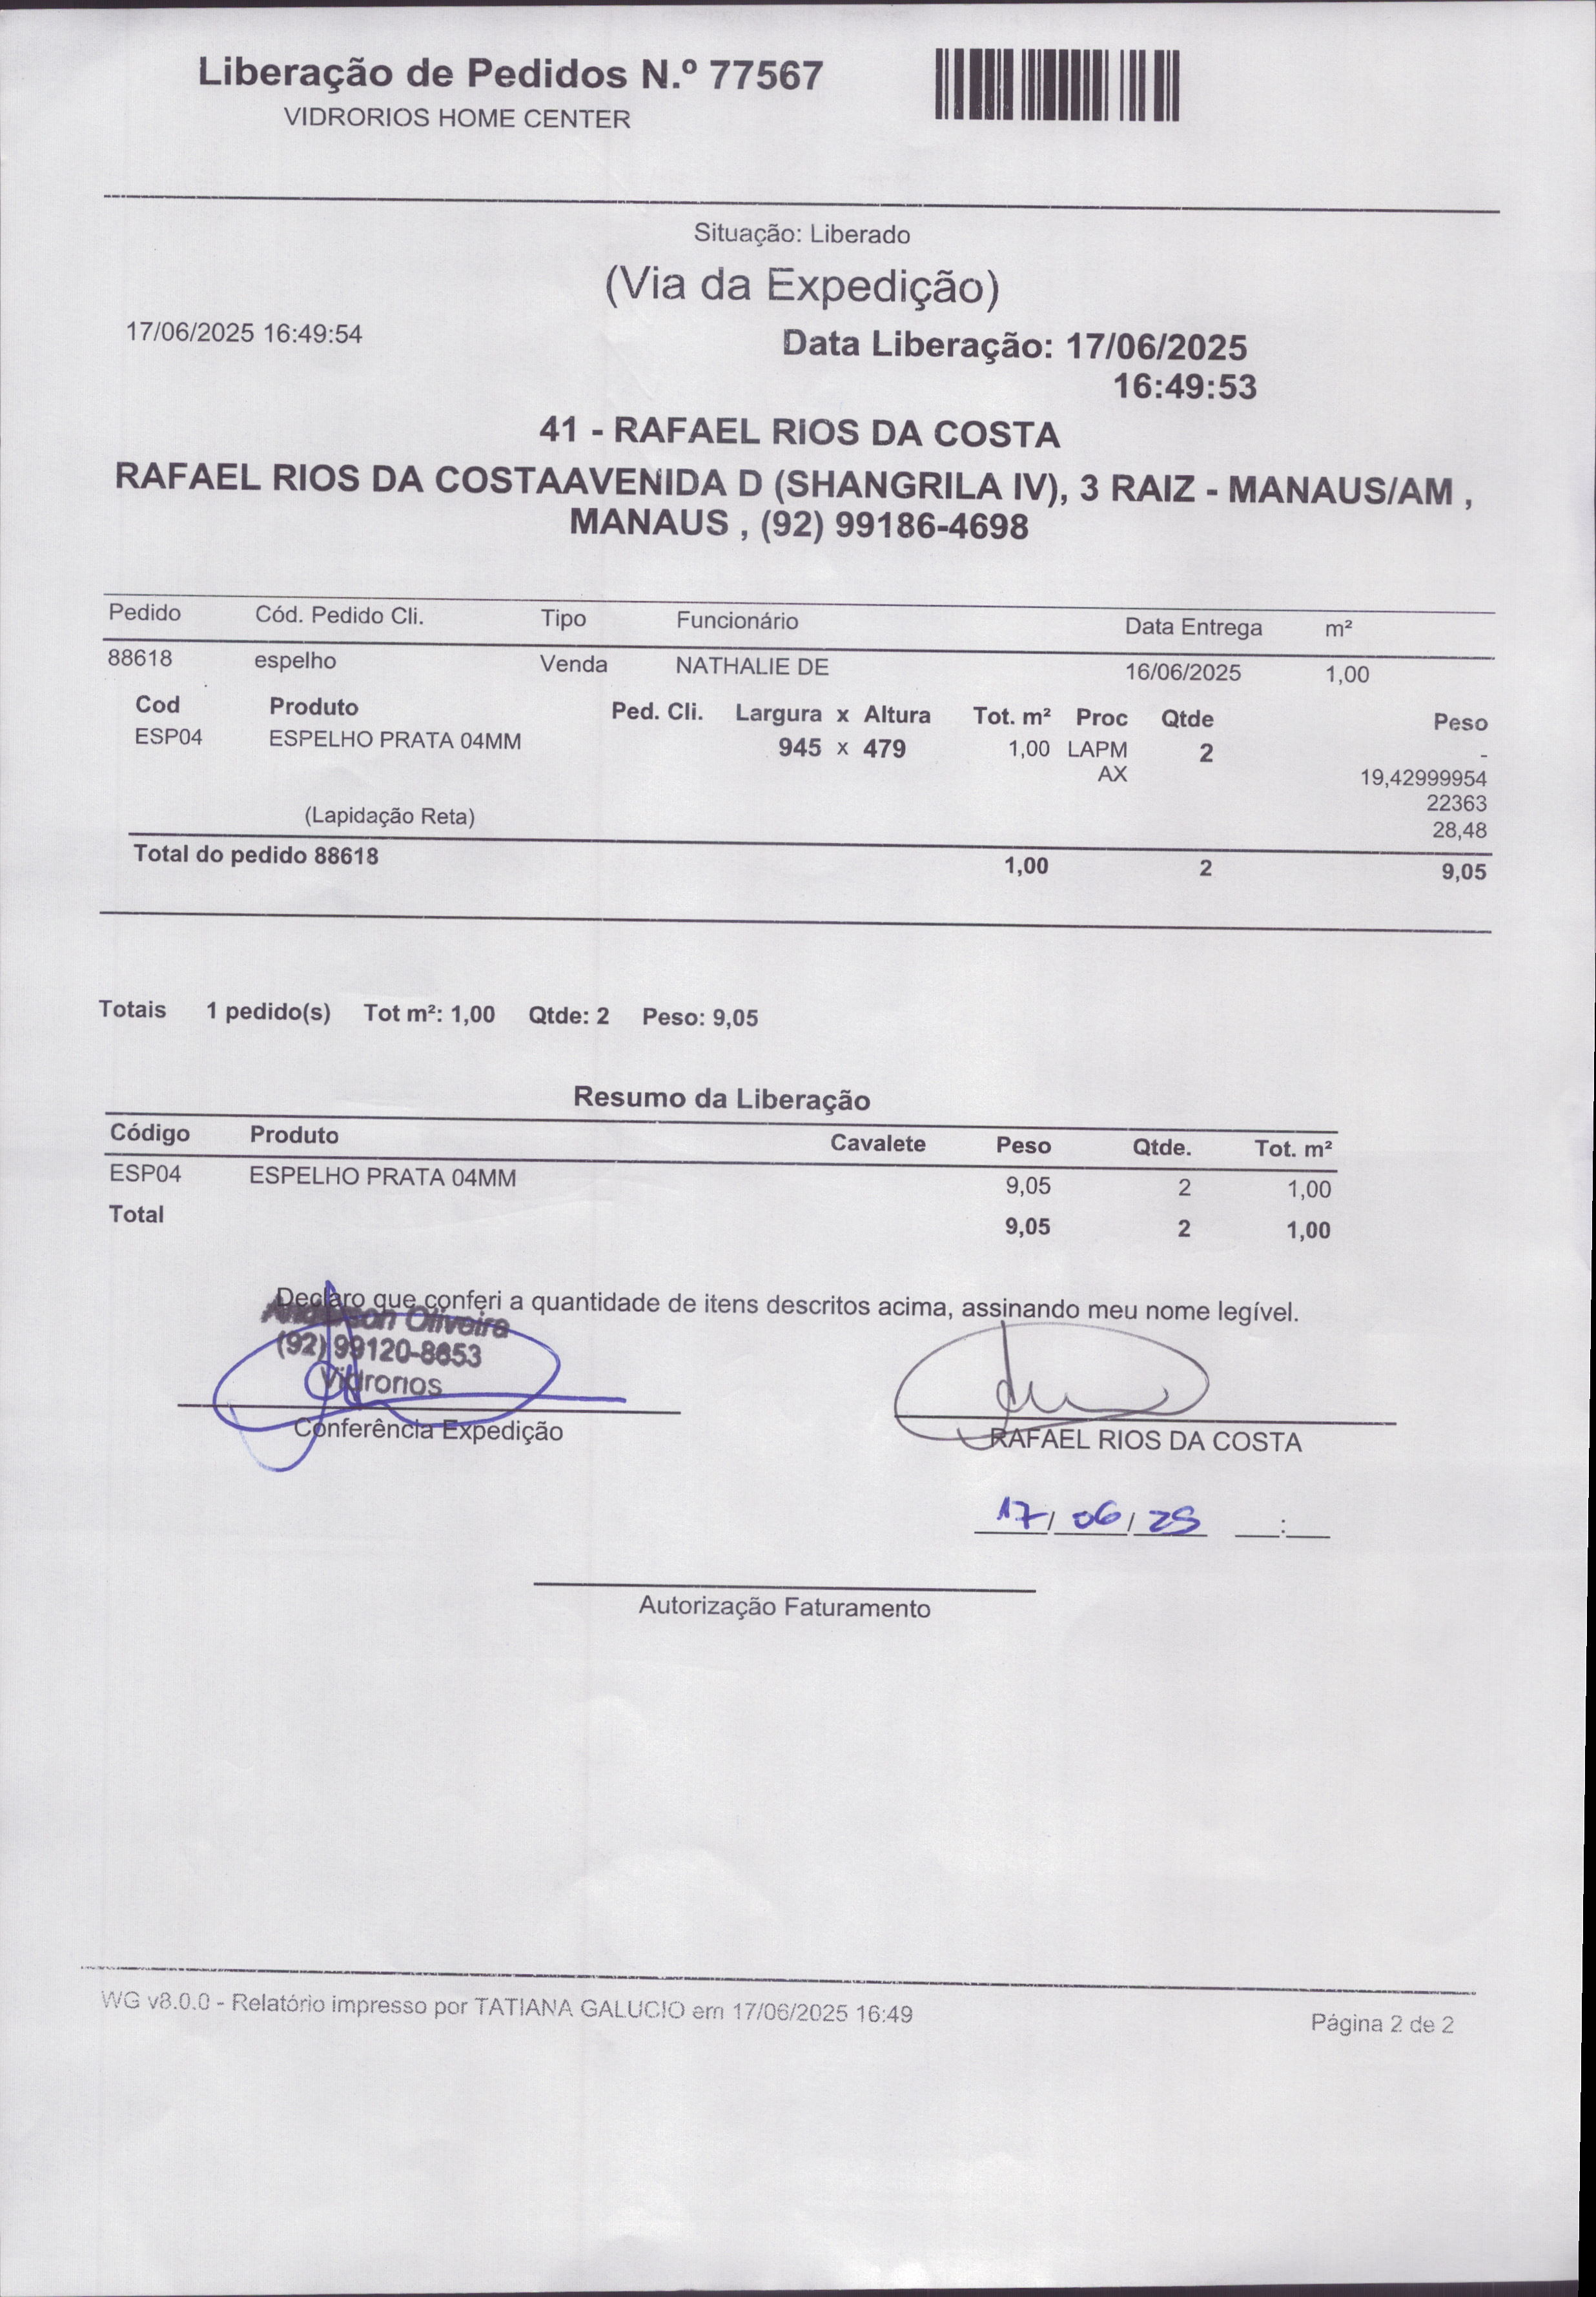 Liberação de Pedidos N.º 77567
VIDRORIOS HOME CENTER
Situação: Liberado
(Via da Expedição)
17/06/2025 16:49:54
Data Liberação: 17/06/2025
16:49:53
41 - RAFAEL RIOS DA COSTA
RAFAEL RIOS DA COSTAAVENIDA D (SHANGRILA IV), 3 RAIZ - MANAUS/AM ,
MANAUS , (92) 99186-4698
Pedido Cód. Pedido Cli. Tipo Funcionário Data Entrega m²
88618 espelho Venda NATHALIE DE 16/06/2025 1,00
Cod Produto Ped. Cli. Largura x Altura Tot. m² Proc Qtde Peso
ESP04 ESPELHO PRATA 04MM 945 x 479 1,00 LAPM 2 -
AX 19,42999954
22363
(Lapidação Reta) 28,48
Total do pedido 88618 1,00 2 9,05
Totais 1 pedido(s) Tot m²: 1,00 Qtde: 2 Peso: 9,05
Resumo da Liberação
Código Produto Cavalete Peso Qtde. Tot. m²
ESP04 ESPELHO PRATA 04MM 9,05 2 1,00
Total 9,05 2 1,00
Declaro que conferi a quantidade de itens descritos acima, assinando meu nome legível.
Anderson Oliveira
(92) 99120-8653
Vidrorios
Conferência Expedição
RAFAEL RIOS DA COSTA
17/ 06/ 25 __:__
Autorização Faturamento
WG v8.0.0 - Relatório impresso por TATIANA GALUCIO em 17/06/2025 16:49
Página 2 de 2